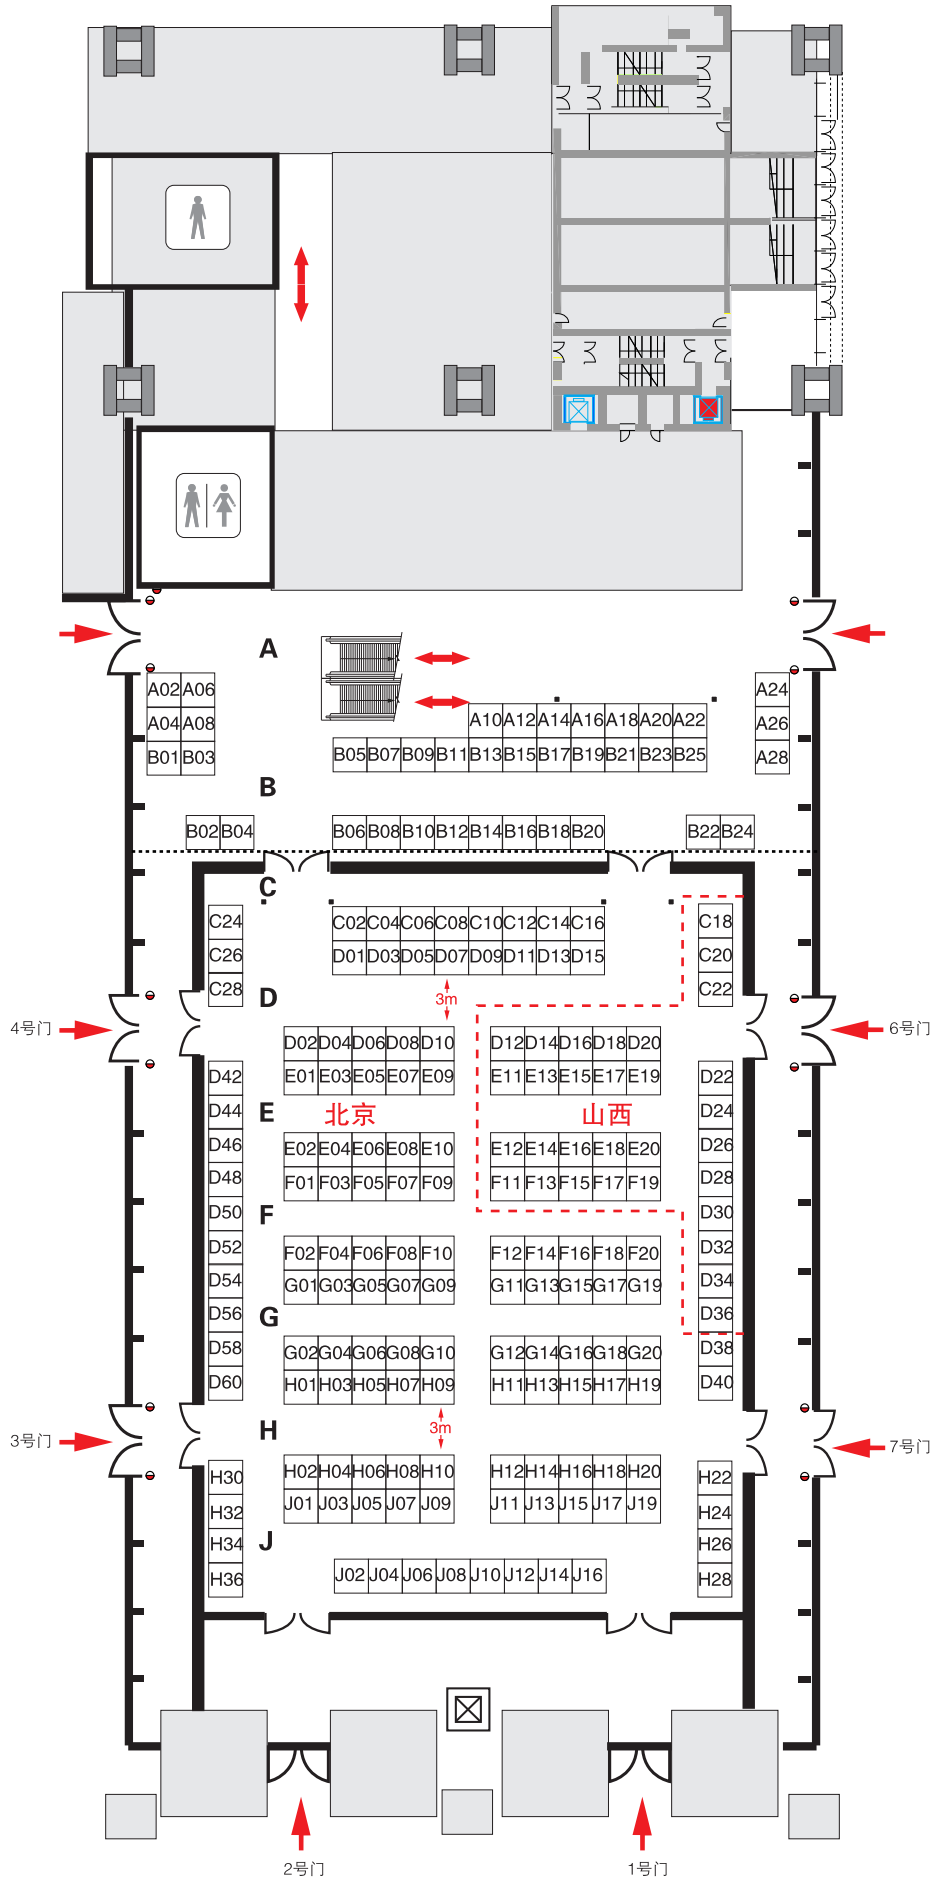 A
A02 A06 A24
A04 A08 A10 A12 A14 A16 A18 A20 A22 A26
B01 B03 B05 B07 B09 B11 B13 B15 B17 B19 B21 B23 B25 A28
B
B02 B04 B06 B08 B10 B12 B14 B16 B18 B20 B22 B24
C
C24 C02 C04 C06 C08 C10 C12 C14 C16 C18
C26 D01 D03 D05 D07 D09 D11 D13 D15 C20
C28 C22
D 3m
4号门 6号门
D02 D04 D06 D08 D10 D12 D14 D16 D18 D20
D42 E01 E03 E05 E07 E09 E11 E13 E15 E17 E19 D22
D44 D24
E 北京 山西
D46 E02 E04 E06 E08 E10 E12 E14 E16 E18 E20 D26
D48 F01 F03 F05 F07 F09 F11 F13 F15 F17 F19 D28
D50 D30
F
D52 F02 F04 F06 F08 F10 F12 F14 F16 F18 F20 D32
D54 G01 G03 G05 G07 G09 G11 G13 G15 G17 G19 D34
D56 D36
G
D58 G02 G04 G06 G08 G10 G12 G14 G16 G18 G20 D38
D60 H01 H03 H05 H07 H09 H11 H13 H15 H17 H19 D40
H 3m
3号门 7号门
H30 H02 H04 H06 H08 H10 H12 H14 H16 H18 H20 H22
H32 J01 J03 J05 J07 J09 J11 J13 J15 J17 J19 H24
H34 H26
J
H36 J02 J04 J06 J08 J10 J12 J14 J16 H28
2号门 1号门